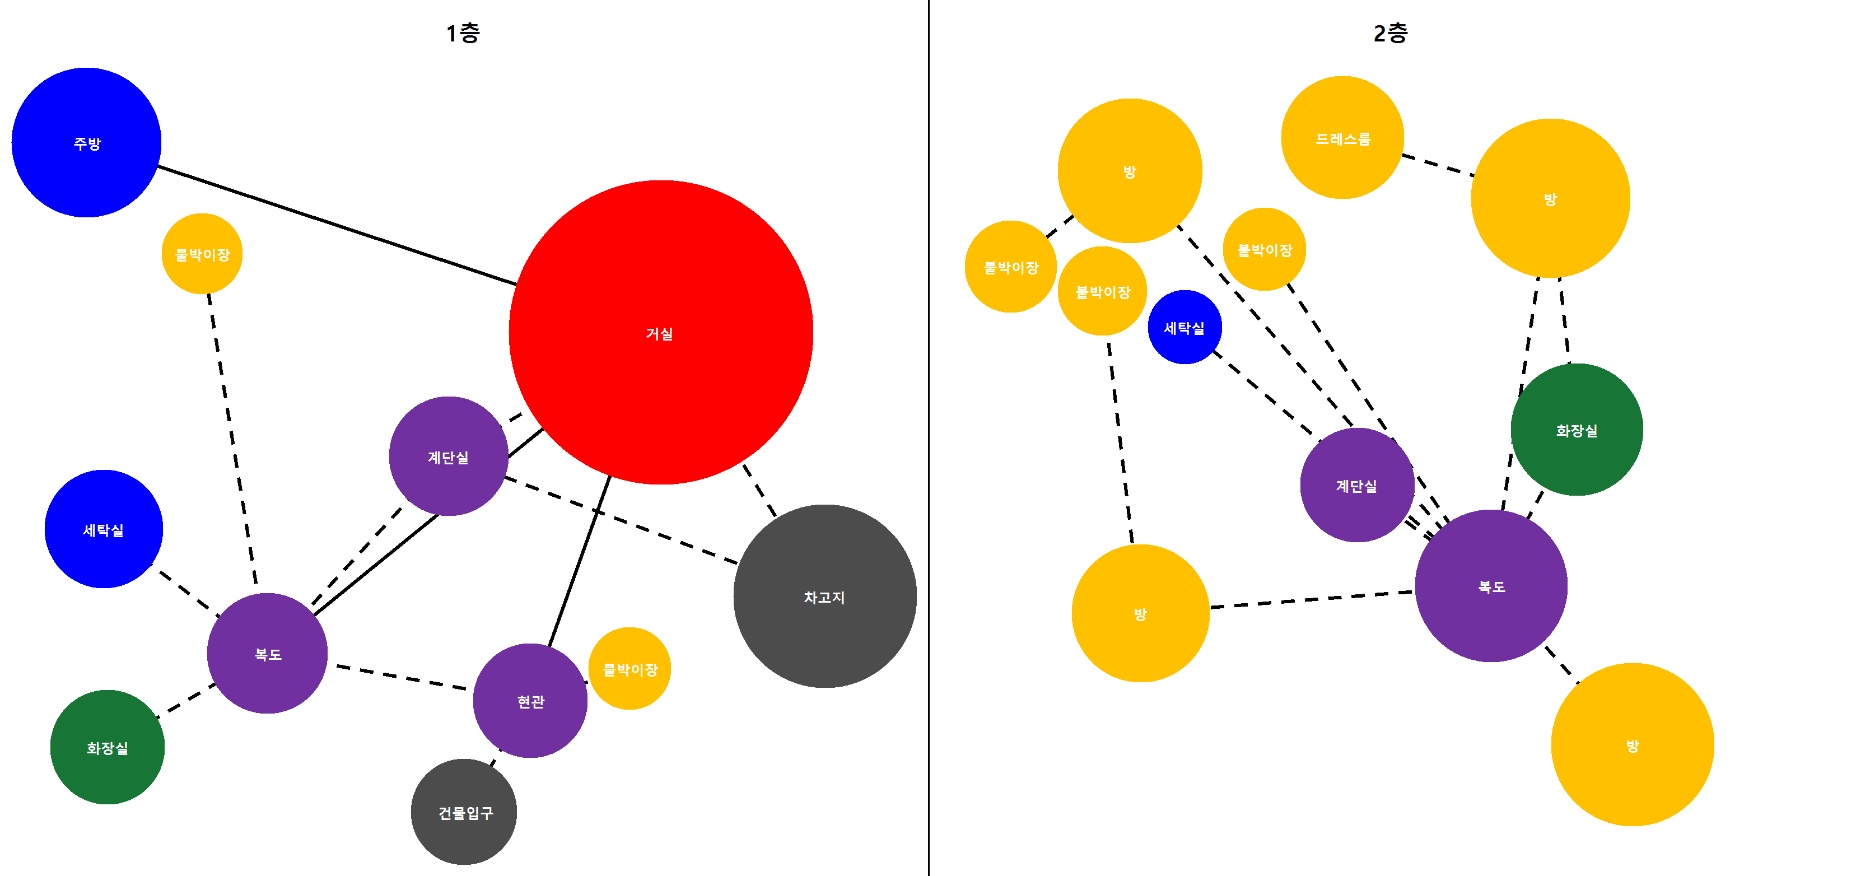 1층
주방
붙박이장
거실
계단실
세탁실
차고지
복도
붙박이장
현관
화장실
건물입구
2층
드레스룸
방
방
붙박이장
붙박이장
붙박이장
세탁실
화장실
계단실
복도
방
방